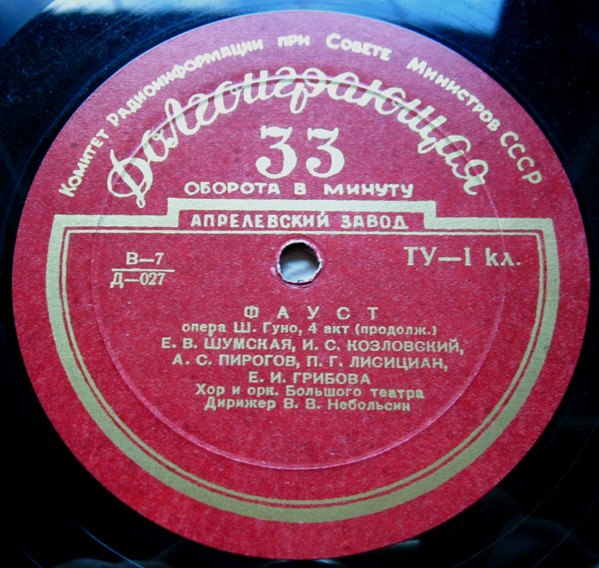 Комитет Радиоинформации при Совете Министров СССР
Долгоиграющая
33
ОБОРОТА В МИНУТУ
АПРЕЛЕВСКИЙ ЗАВОД
В—7
Д—027
ТУ—I кл.
ФАУСТ
опера Ш. Гуно, 4 акт (продолж.)
Е. В. ШУМСКАЯ, И. С. КОЗЛОВСКИЙ,
А. С. ПИРОГОВ, П. Г. ЛИСИЦИАН,
Е. И. ГРИБОВА
Хор и орк. Большого театра
Дирижер В. В. Небольсин